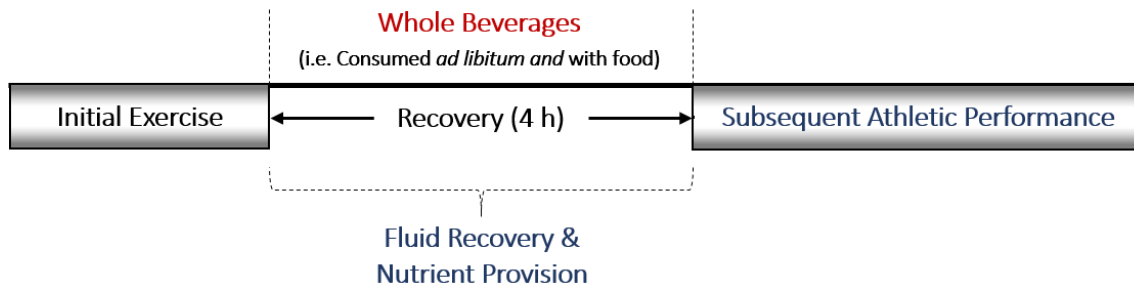 Whole Beverages
(i.e. Consumed ad libitum and with food)
Initial Exercise
Recovery (4 h)
Subsequent Athletic Performance
Fluid Recovery &
Nutrient Provision